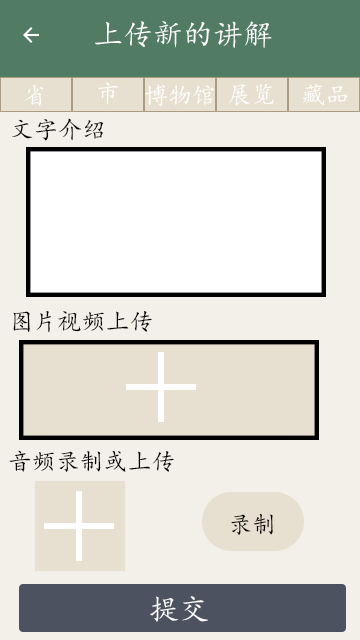 上传新的讲解
省 市 博物馆 展览 藏品
文字介绍
图片视频上传
音频录制或上传
录制
提交